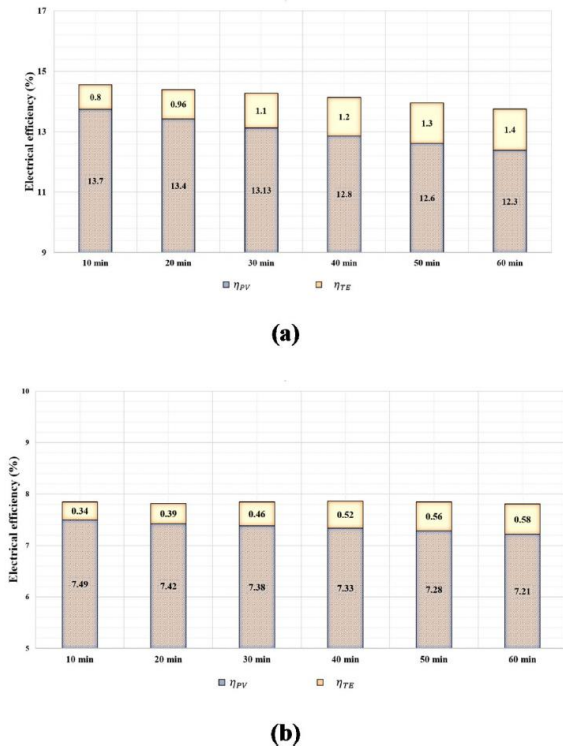 17
15
13
11
9
Electrical efficiency (%)
0.8 0.96 1.1 1.2 1.3 1.4
13.7 13.4 13.13 12.8 12.6 12.3
10 min 20 min 30 min 40 min 50 min 60 min
η_PV η_TE
(a)
10
9
8
7
6
5
Electrical efficiency (%)
0.34 0.39 0.46 0.52 0.56 0.58
7.49 7.42 7.38 7.33 7.28 7.21
10 min 20 min 30 min 40 min 50 min 60 min
η_PV η_TE
(b)